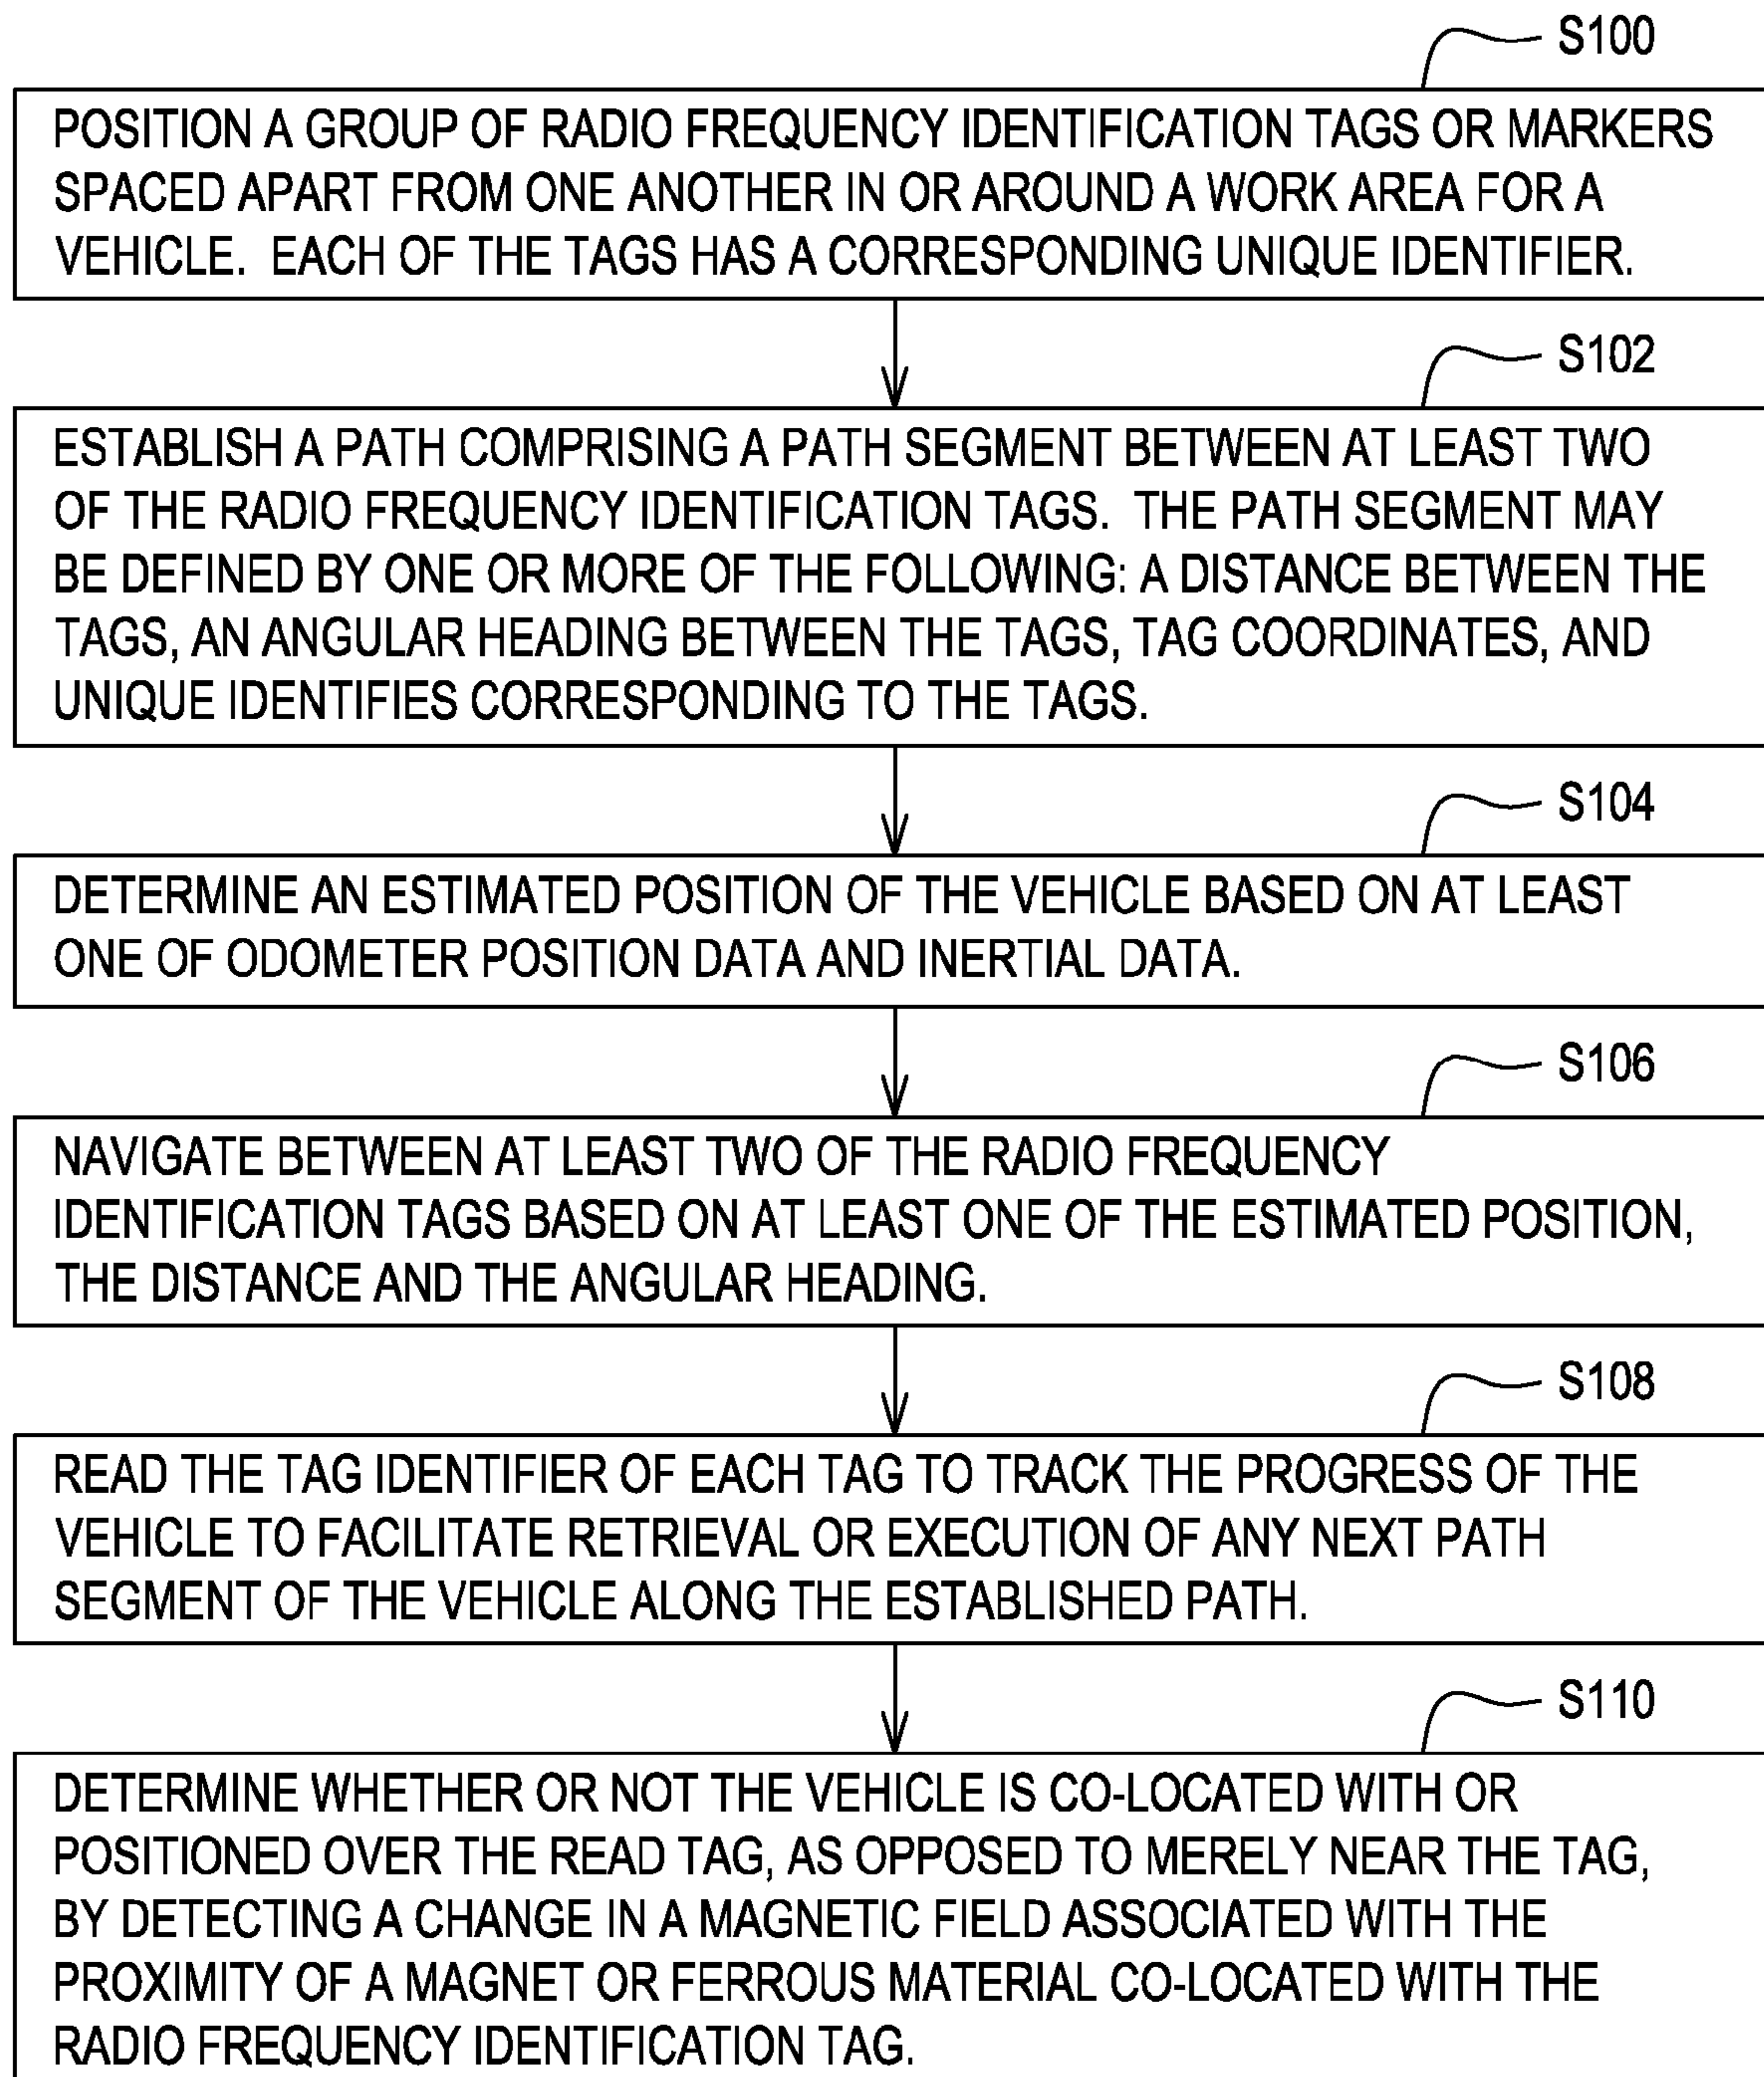 S100
POSITION A GROUP OF RADIO FREQUENCY IDENTIFICATION TAGS OR MARKERS
SPACED APART FROM ONE ANOTHER IN OR AROUND A WORK AREA FOR A
VEHICLE. EACH OF THE TAGS HAS A CORRESPONDING UNIQUE IDENTIFIER.
S102
ESTABLISH A PATH COMPRISING A PATH SEGMENT BETWEEN AT LEAST TWO
OF THE RADIO FREQUENCY IDENTIFICATION TAGS. THE PATH SEGMENT MAY
BE DEFINED BY ONE OR MORE OF THE FOLLOWING: A DISTANCE BETWEEN THE
TAGS, AN ANGULAR HEADING BETWEEN THE TAGS, TAG COORDINATES, AND
UNIQUE IDENTIFIES CORRESPONDING TO THE TAGS.
S104
DETERMINE AN ESTIMATED POSITION OF THE VEHICLE BASED ON AT LEAST
ONE OF ODOMETER POSITION DATA AND INERTIAL DATA.
S106
NAVIGATE BETWEEN AT LEAST TWO OF THE RADIO FREQUENCY
IDENTIFICATION TAGS BASED ON AT LEAST ONE OF THE ESTIMATED POSITION,
THE DISTANCE AND THE ANGULAR HEADING.
S108
READ THE TAG IDENTIFIER OF EACH TAG TO TRACK THE PROGRESS OF THE
VEHICLE TO FACILITATE RETRIEVAL OR EXECUTION OF ANY NEXT PATH
SEGMENT OF THE VEHICLE ALONG THE ESTABLISHED PATH.
S110
DETERMINE WHETHER OR NOT THE VEHICLE IS CO-LOCATED WITH OR
POSITIONED OVER THE READ TAG, AS OPPOSED TO MERELY NEAR THE TAG,
BY DETECTING A CHANGE IN A MAGNETIC FIELD ASSOCIATED WITH THE
PROXIMITY OF A MAGNET OR FERROUS MATERIAL CO-LOCATED WITH THE
RADIO FREQUENCY IDENTIFICATION TAG.